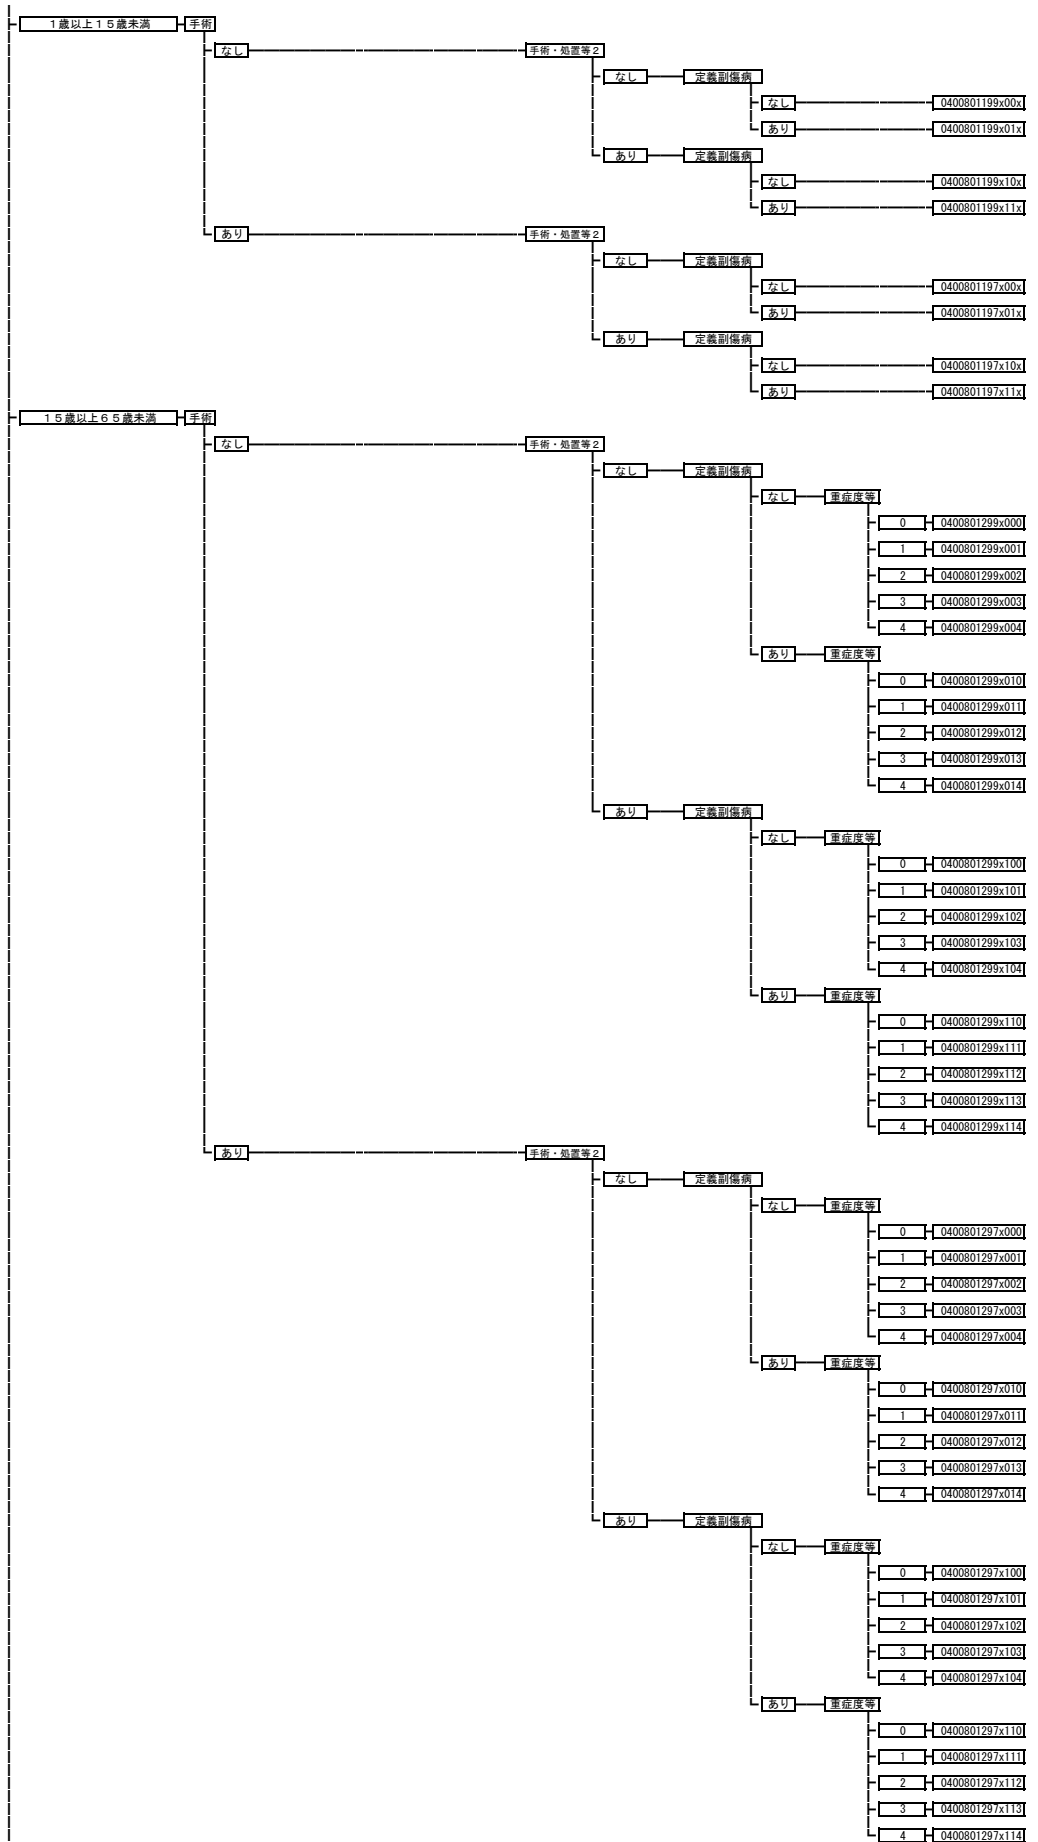 １歳以上１５歳未満 手術
なし 手術・処置等２
なし 定義副傷病
なし 0400801199x00x
あり 0400801199x01x
あり 定義副傷病
なし 0400801199x10x
あり 0400801199x11x
あり 手術・処置等２
なし 定義副傷病
なし 0400801197x00x
あり 0400801197x01x
あり 定義副傷病
なし 0400801197x10x
あり 0400801197x11x
１５歳以上６５歳未満 手術
なし 手術・処置等２
なし 定義副傷病
なし 重症度等
0 0400801299x000
1 0400801299x001
2 0400801299x002
3 0400801299x003
4 0400801299x004
あり 重症度等
0 0400801299x010
1 0400801299x011
2 0400801299x012
3 0400801299x013
4 0400801299x014
あり 定義副傷病
なし 重症度等
0 0400801299x100
1 0400801299x101
2 0400801299x102
3 0400801299x103
4 0400801299x104
あり 重症度等
0 0400801299x110
1 0400801299x111
2 0400801299x112
3 0400801299x113
4 0400801299x114
あり 手術・処置等２
なし 定義副傷病
なし 重症度等
0 0400801297x000
1 0400801297x001
2 0400801297x002
3 0400801297x003
4 0400801297x004
あり 重症度等
0 0400801297x010
1 0400801297x011
2 0400801297x012
3 0400801297x013
4 0400801297x014
あり 定義副傷病
なし 重症度等
0 0400801297x100
1 0400801297x101
2 0400801297x102
3 0400801297x103
4 0400801297x104
あり 重症度等
0 0400801297x110
1 0400801297x111
2 0400801297x112
3 0400801297x113
4 0400801297x114